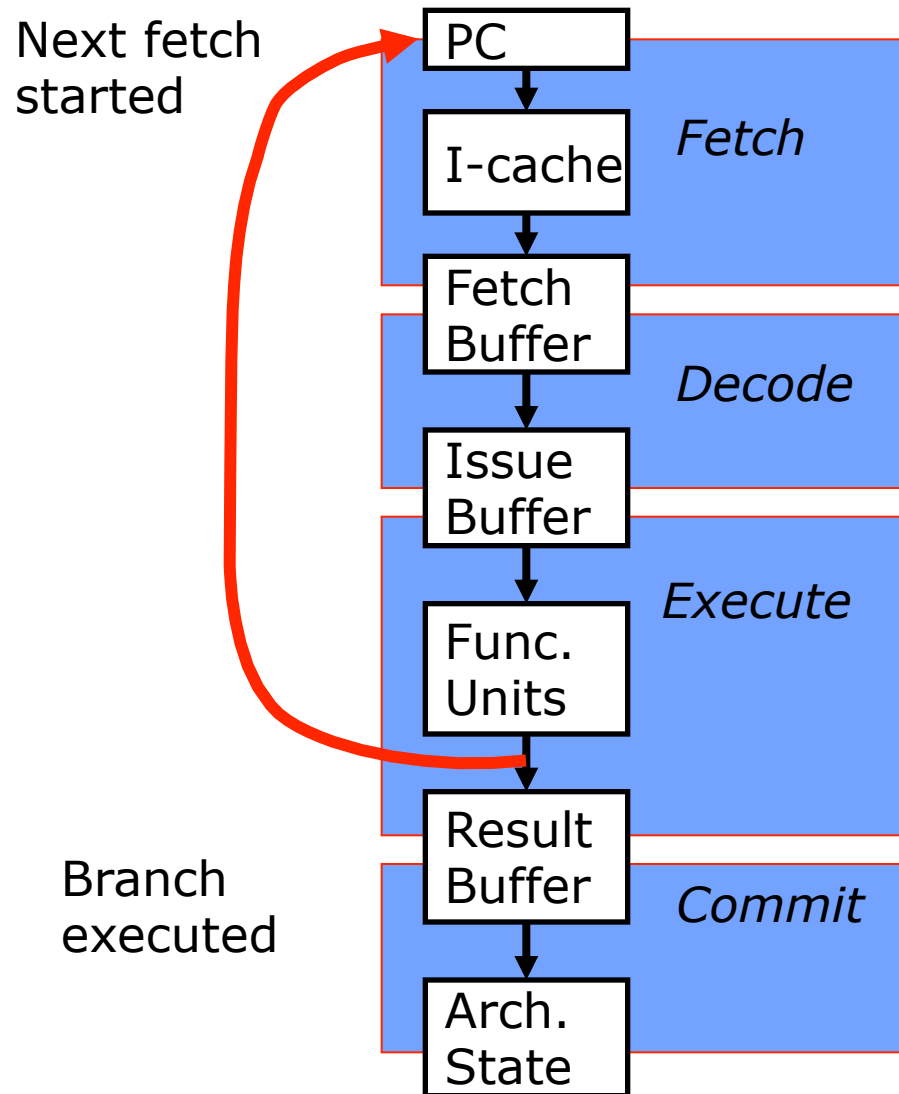 Next fetch
started
PC
I-cache
Fetch
Fetch
Buffer
Decode
Issue
Buffer
Execute
Func.
Units
Result
Buffer
Branch
executed
Commit
Arch.
State